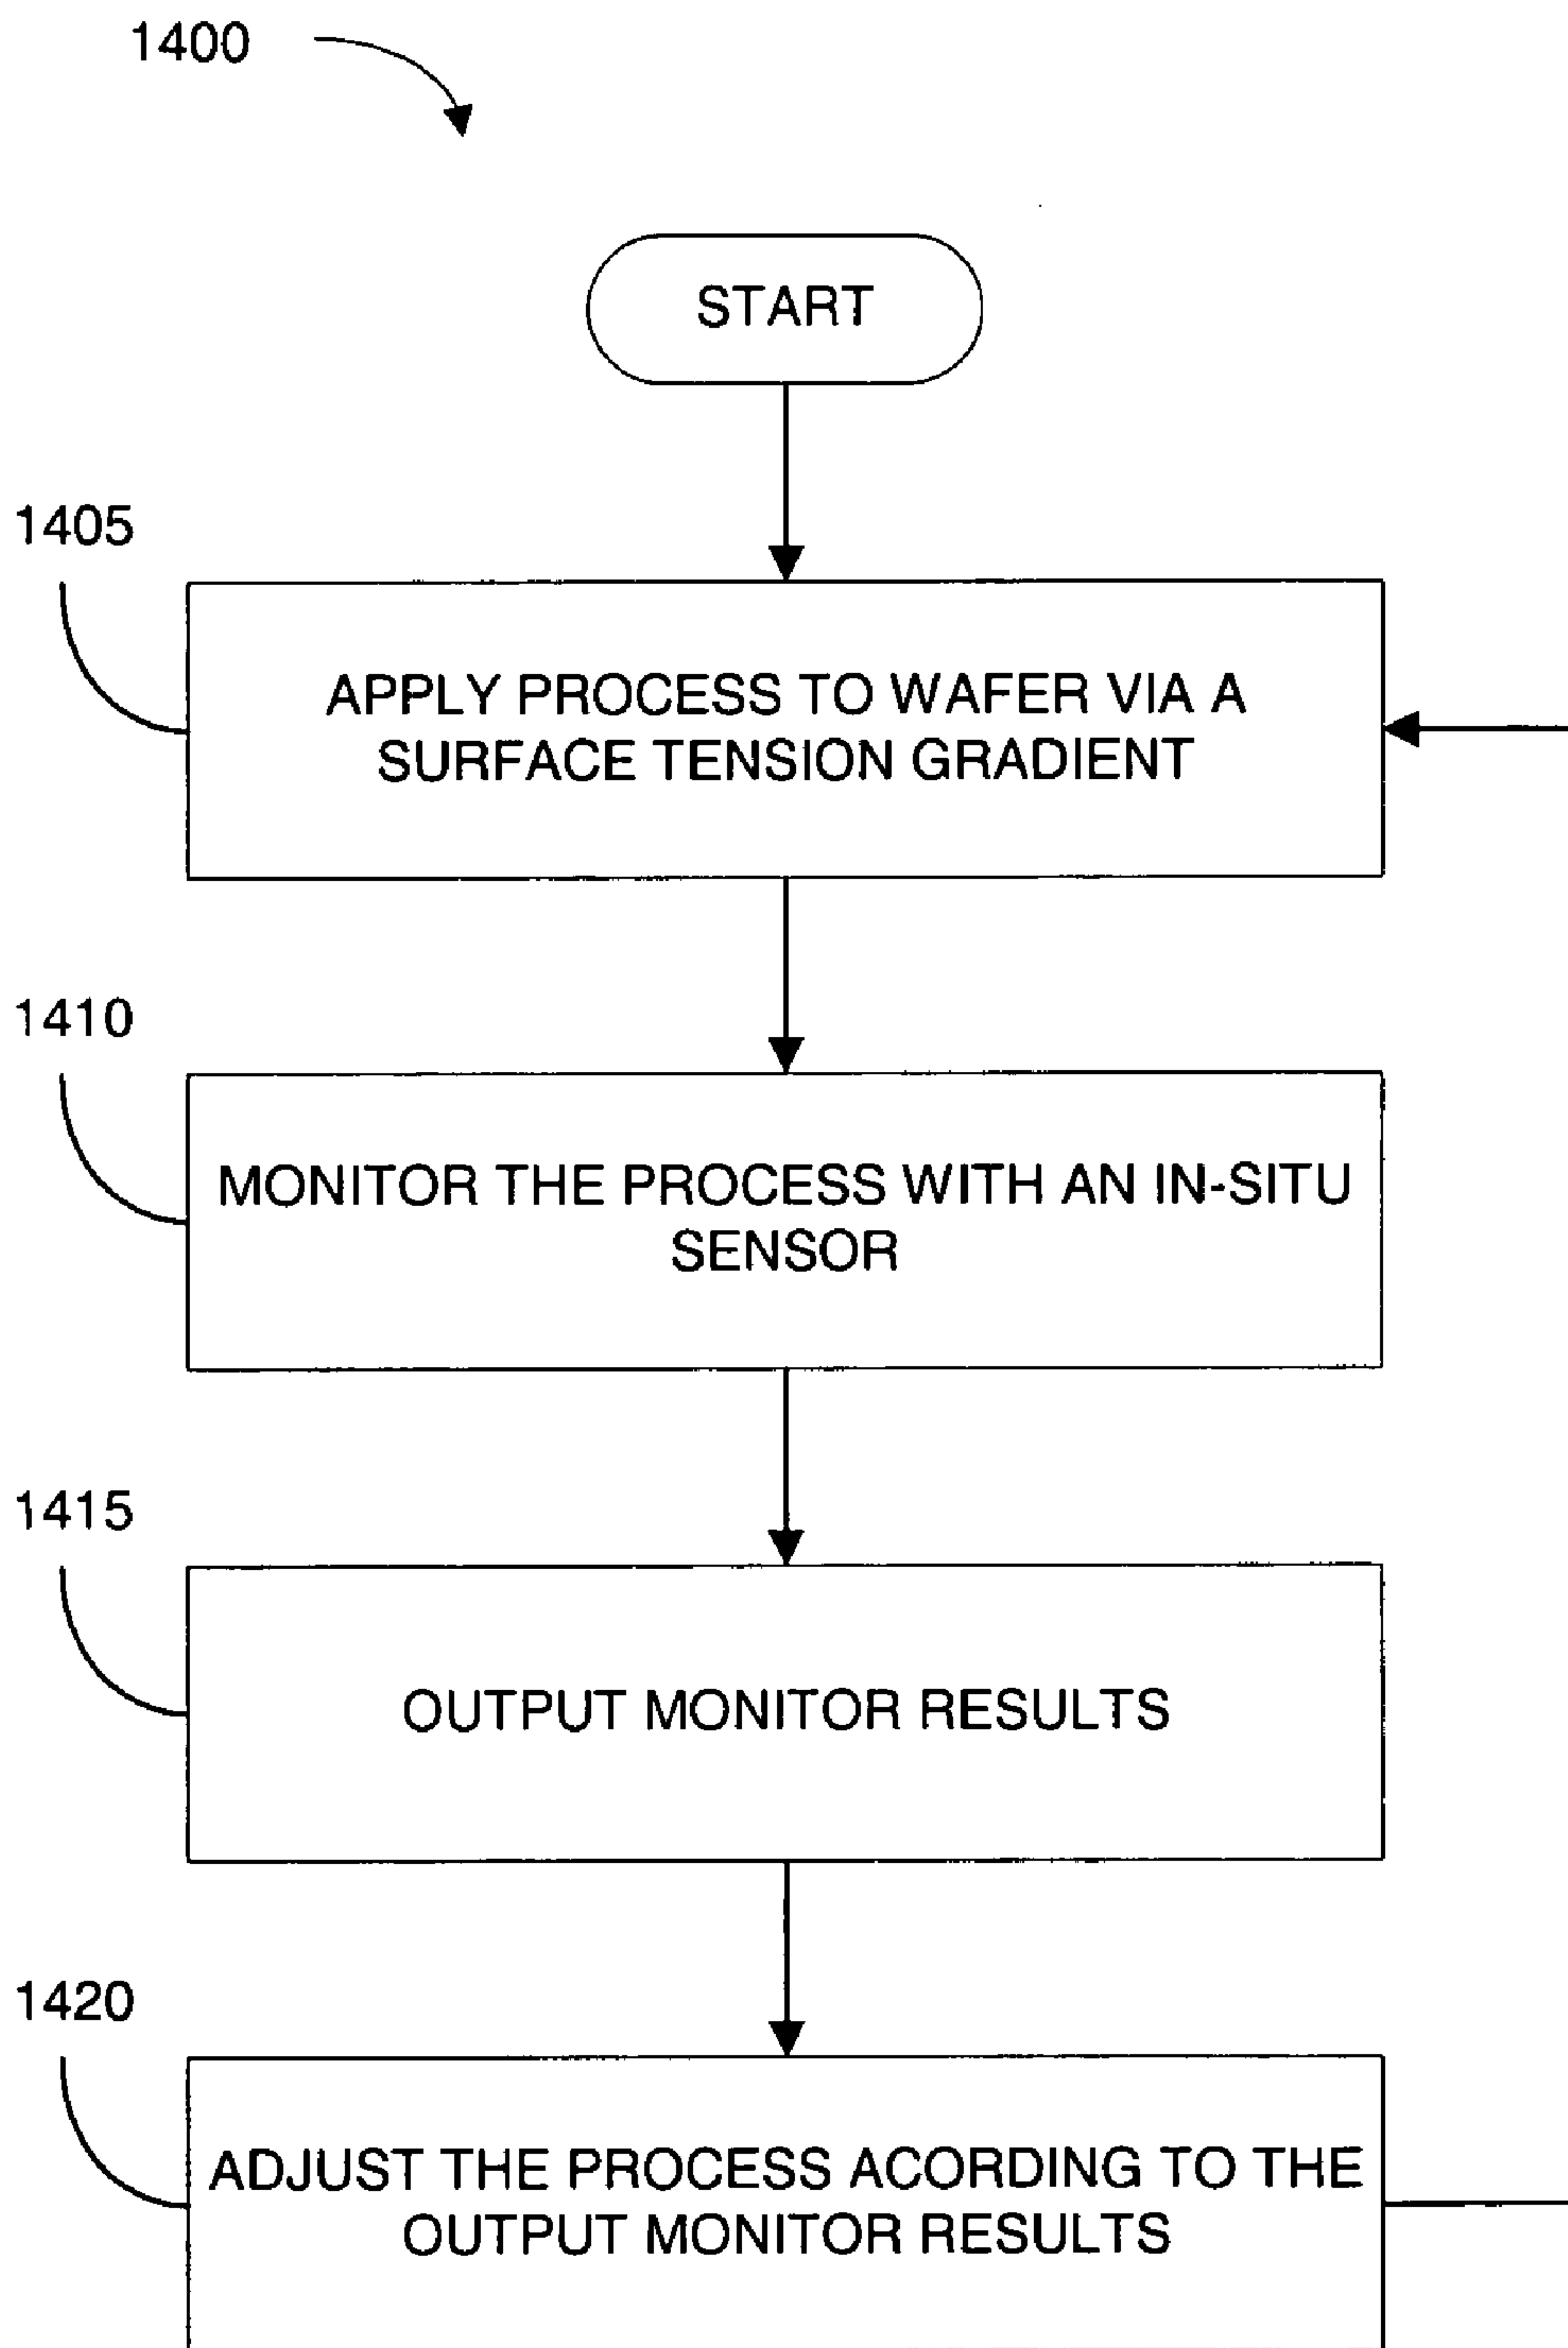 1400
START
1405
APPLY PROCESS TO WAFER VIA A
SURFACE TENSION GRADIENT
1410
MONITOR THE PROCESS WITH AN IN-SITU
SENSOR
1415
OUTPUT MONITOR RESULTS
1420
ADJUST THE PROCESS ACORDING TO THE
OUTPUT MONITOR RESULTS